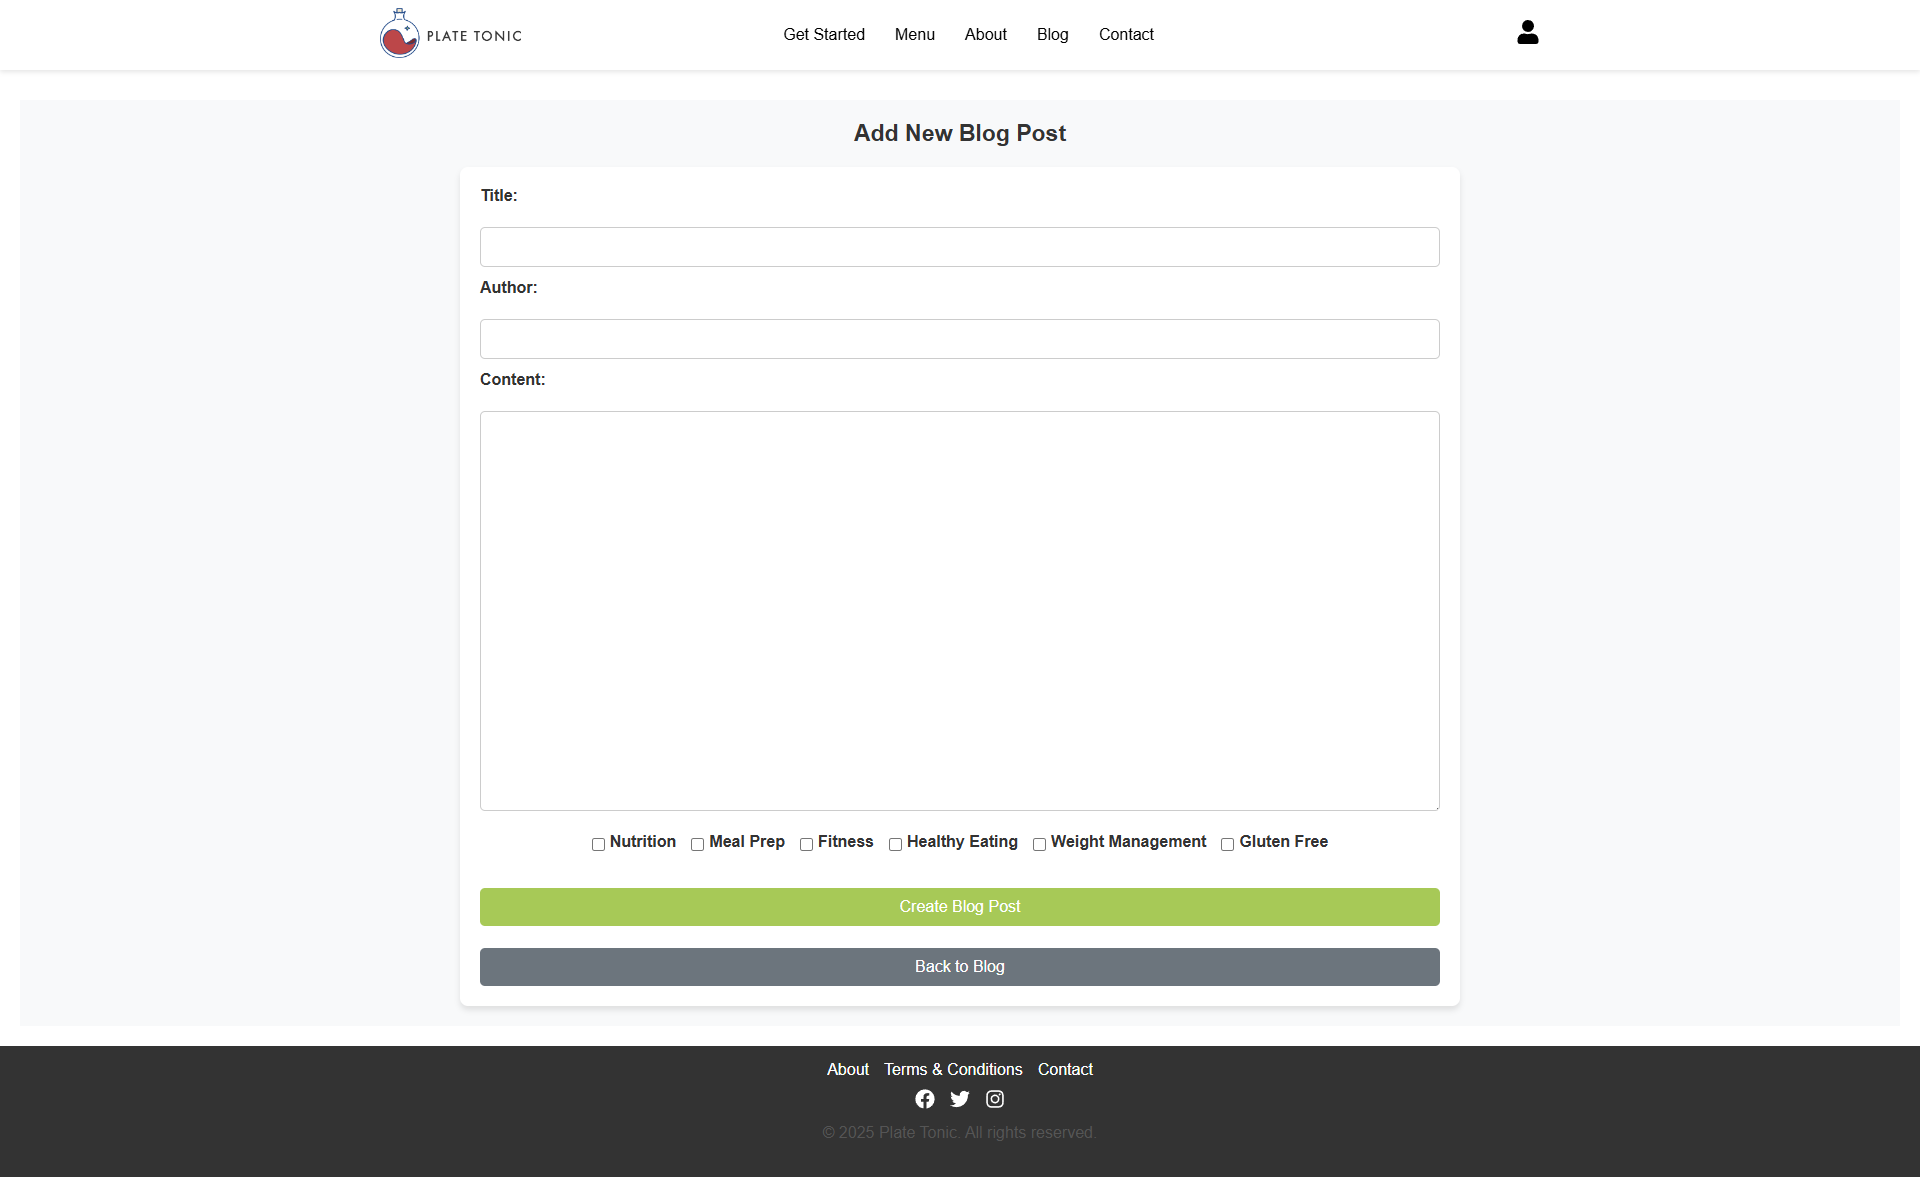 PLATE TONIC
Get Started Menu About Blog Contact
Add New Blog Post
Title:
Author:
Content:
Nutrition Meal Prep Fitness Healthy Eating Weight Management Gluten Free
Create Blog Post
Back to Blog
About Terms & Conditions Contact
© 2025 Plate Tonic. All rights reserved.